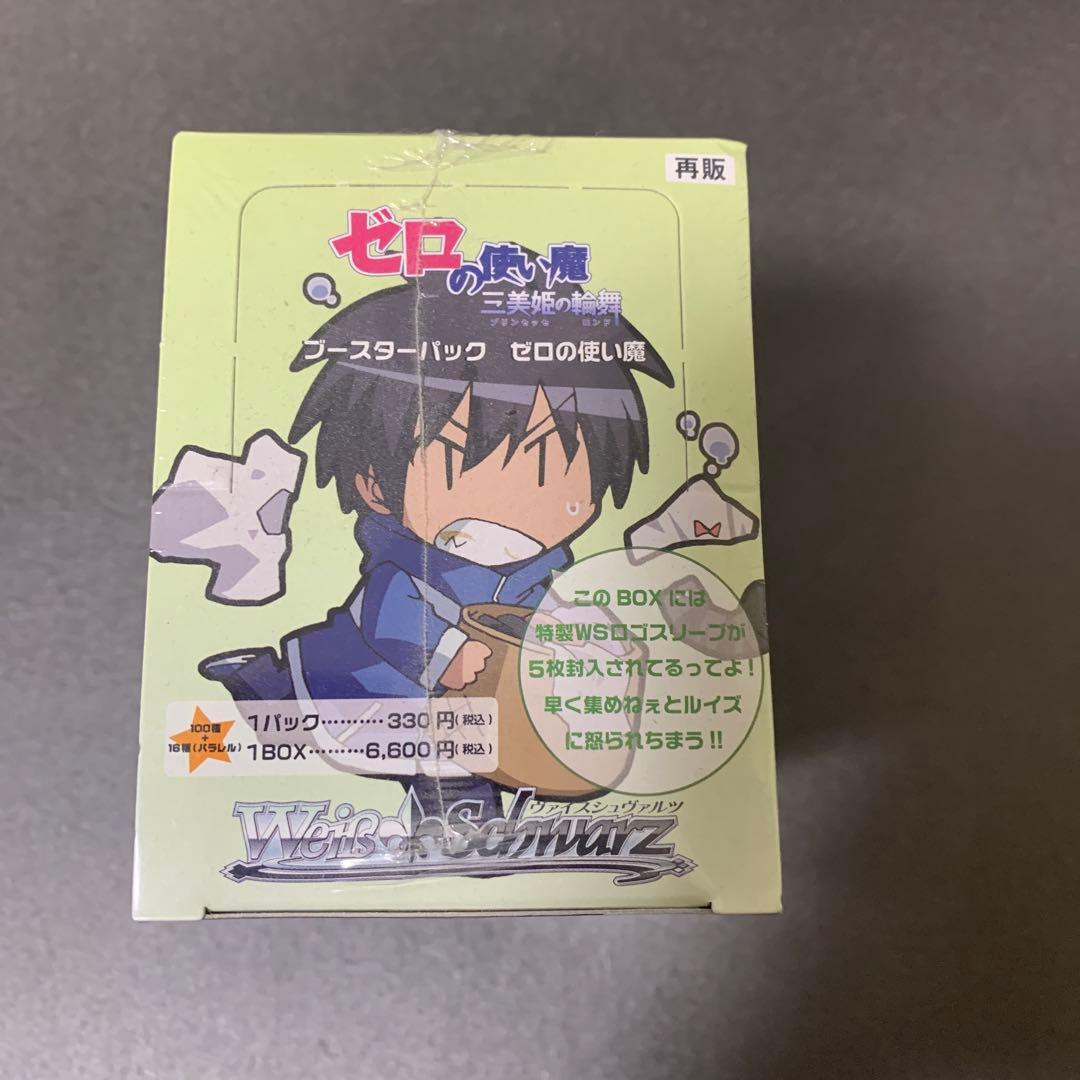 再販
ゼロの使い魔
三美姫の輪舞
プリンセッセ ロンド
ブースターパック ゼロの使い魔
このBOXには
特製WSロゴスリーブが
5枚封入されてるってよ!
早く集めねぇとルイズ
に怒られちまう!!
100種
+
16種(パラレル)
1パック………330円(税込)
1BOX………6,600円(税込)
ヴァイスシュヴァルツ
Weiß Schwarz